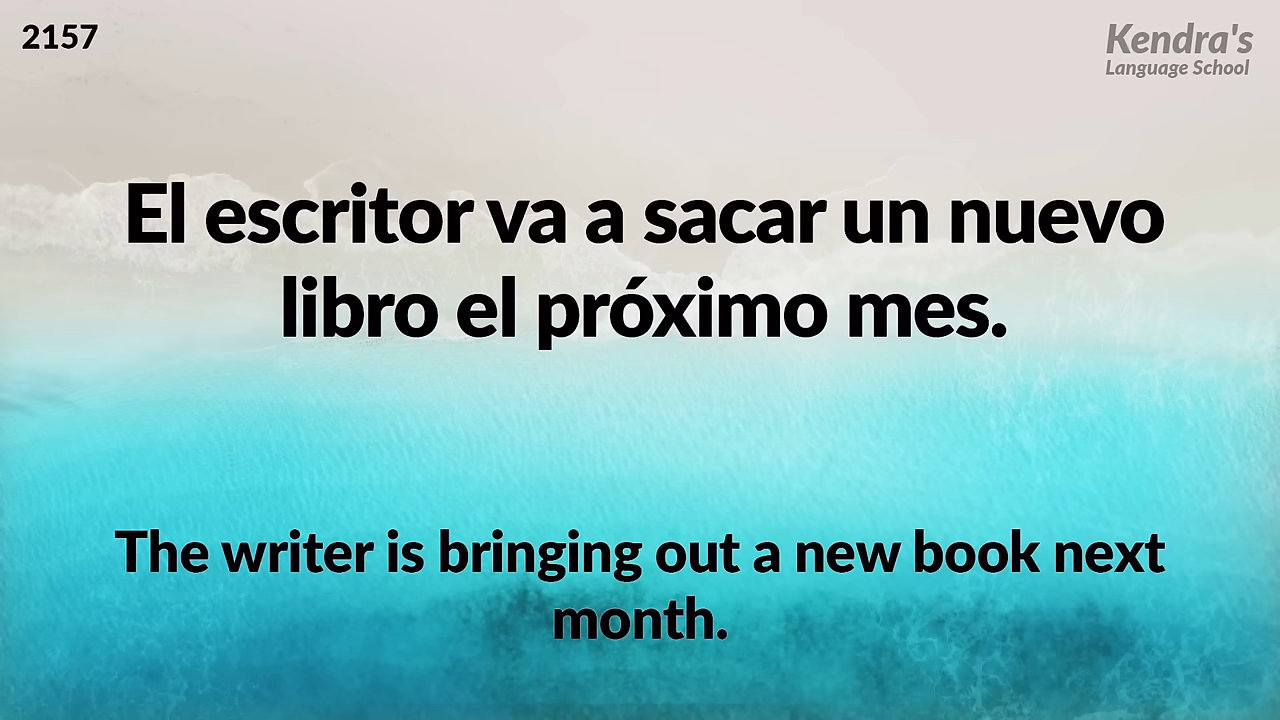 2157
Kendra's
Language School
El escritor va a sacar un nuevo
libro el próximo mes.
The writer is bringing out a new book next
month.